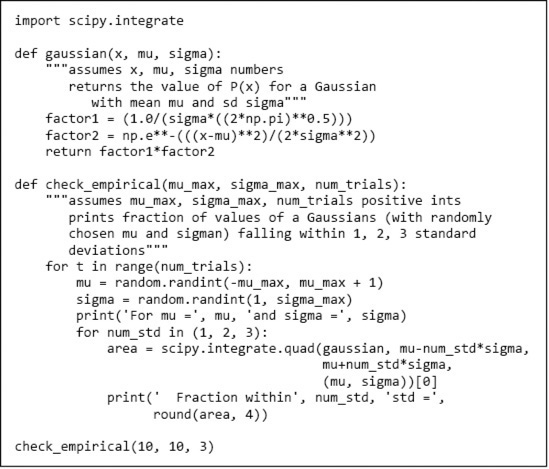 import scipy.integrate

def gaussian(x, mu, sigma):
    """assumes x, mu, sigma numbers
       returns the value of P(x) for a Gaussian
          with mean mu and sd sigma"""
    factor1 = (1.0/(sigma*((2*np.pi)**0.5)))
    factor2 = np.e**-(((x-mu)**2)/(2*sigma**2))
    return factor1*factor2

def check_empirical(mu_max, sigma_max, num_trials):
    """assumes mu_max, sigma_max, num_trials positive ints
       prints fraction of values of a Gaussians (with randomly
       chosen mu and sigman) falling within 1, 2, 3 standard
       deviations"""
    for t in range(num_trials):
        mu = random.randint(-mu_max, mu_max + 1)
        sigma = random.randint(1, sigma_max)
        print('For mu =', mu, 'and sigma =', sigma)
        for num_std in (1, 2, 3):
            area = scipy.integrate.quad(gaussian, mu-num_std*sigma,
                                        mu+num_std*sigma,
                                        (mu, sigma))[0]
            print('  Fraction within', num_std, 'std =',
                  round(area, 4))

check_empirical(10, 10, 3)